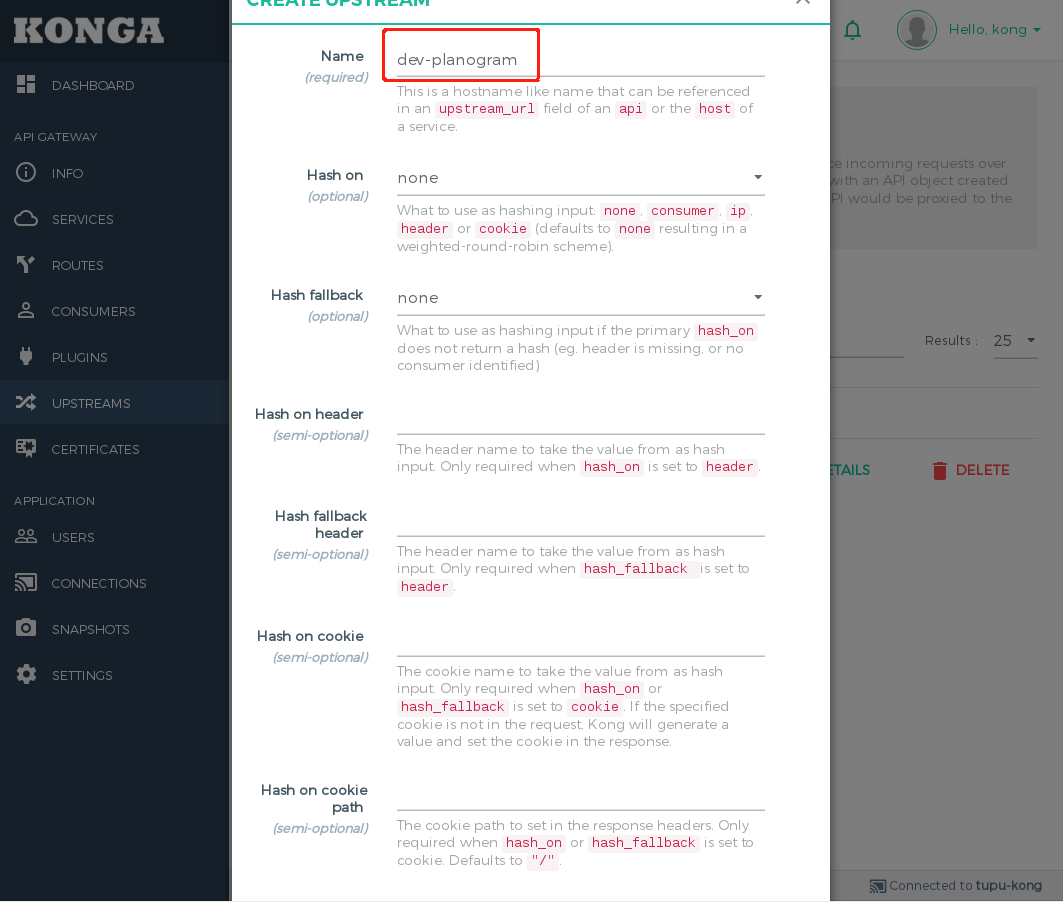 KONGA
DASHBOARD
API GATEWAY
INFO
SERVICES
ROUTES
CONSUMERS
PLUGINS
UPSTREAMS
CERTIFICATES
APPLICATION
USERS
CONNECTIONS
SNAPSHOTS
SETTINGS
CREATE UPSTREAM
Name
(required)
dev-planogram
This is a hostname like name that can be referenced
in an upstream_url field of an api or the host of
a service.
Hash on
(optional)
none
What to use as hashing input: none, consumer, ip,
header or cookie (defaults to none resulting in a
weighted-round-robin scheme).
Hash fallback
(optional)
none
What to use as hashing input if the primary hash_on
does not return a hash (eg. header is missing, or no
consumer identified)
Hash on header
(semi-optional)
The header name to take the value from as hash
input. Only required when hash_on is set to header.
Hash fallback
header
(semi-optional)
The header name to take the value from as hash
input. Only required when hash_fallback is set to
header.
Hash on cookie
(semi-optional)
The cookie name to take the value from as hash
input. Only required when hash_on or
hash_fallback is set to cookie. If the specified
cookie is not in the request, Kong will generate a
value and set the cookie in the response.
Hash on cookie
path
(semi-optional)
The cookie path to set in the response headers. Only
required when hash_on or hash_fallback is set to
cookie. Defaults to "/".
Hello, kong
incoming requests over
with an API object created
would be proxied to the
Results :
25
DELETE
Connected to tupu-kong